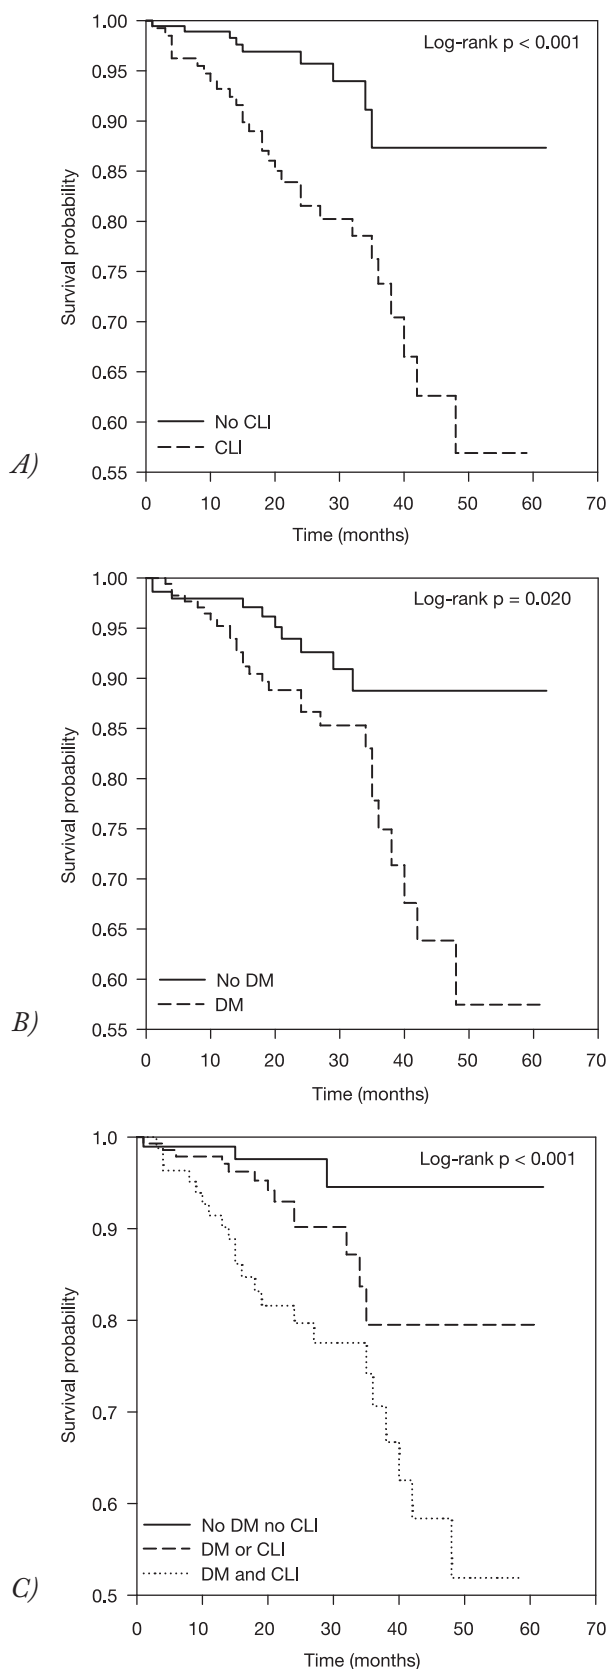 Log-rank p < 0.001
1.00
0.95
0.90
0.85
0.80
0.75
0.70
0.65
0.60
0.55
Survival probability
No CLI
CLI
A)
0 10 20 30 40 50 60 70
Time (months)
Log-rank p = 0.020
1.00
0.95
0.90
0.85
0.80
0.75
0.70
0.65
0.60
0.55
Survival probability
No DM
DM
B)
0 10 20 30 40 50 60 70
Time (months)
Log-rank p < 0.001
1.0
0.9
0.8
0.7
0.6
0.5
Survival probability
No DM no CLI
DM or CLI
DM and CLI
C)
0 10 20 30 40 50 60 70
Time (months)